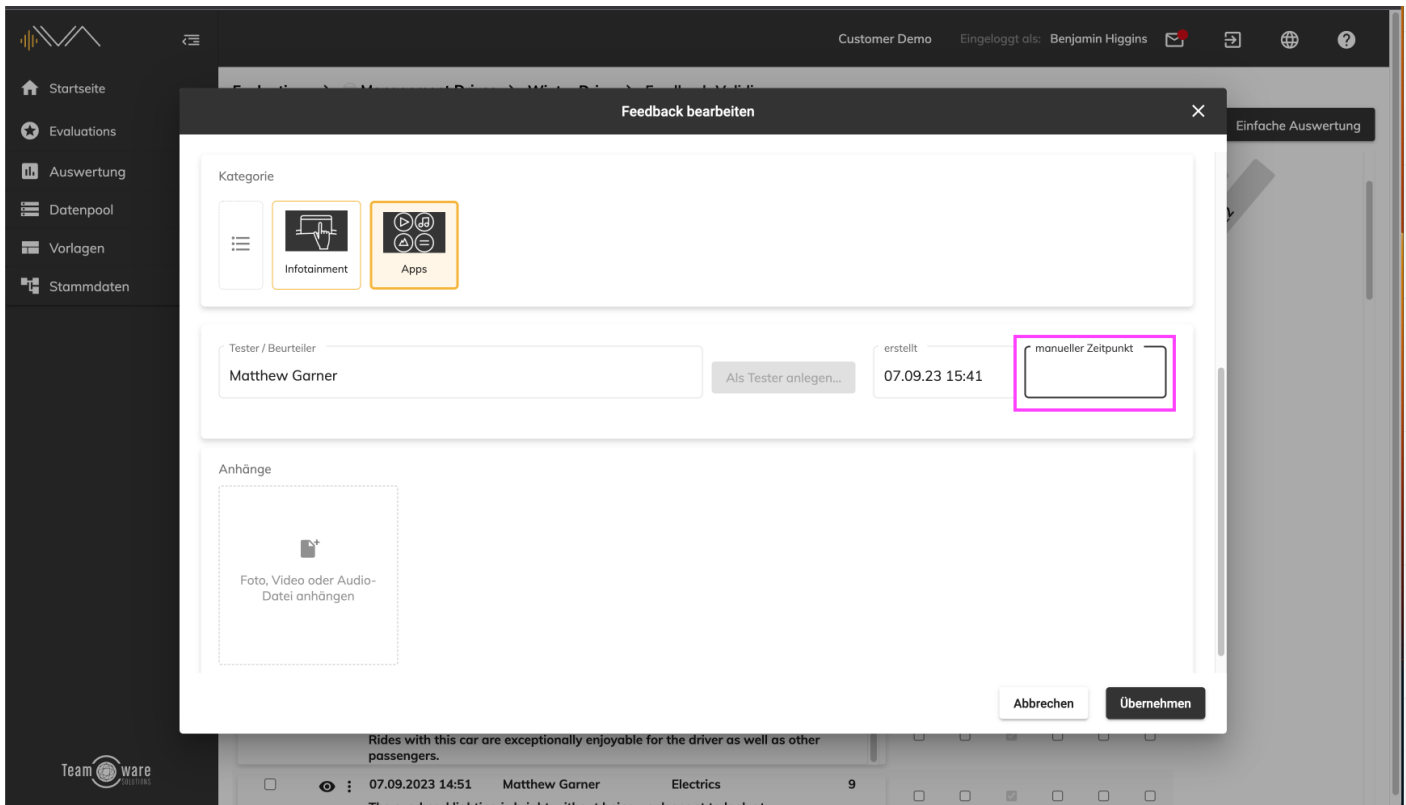 Customer Demo Eingeloggt als: Benjamin Higgins
Startseite
Evaluations
Auswertung
Datenpool
Vorlagen
Stammdaten
Einfache Auswertung
Feedback bearbeiten
Kategorie
Infotainment
Apps
Tester / Beurteiler
Matthew Garner
Als Tester anlegen...
erstellt
07.09.23 15:41
manueller Zeitpunkt
Anhänge
Foto, Video oder Audio-
Datei anhängen
Abbrechen
Übernehmen
Rides with this car are exceptionally enjoyable for the driver as well as other
passengers.
07.09.2023 14:51 Matthew Garner Electrics 9
Team ware
SOLUTIONS